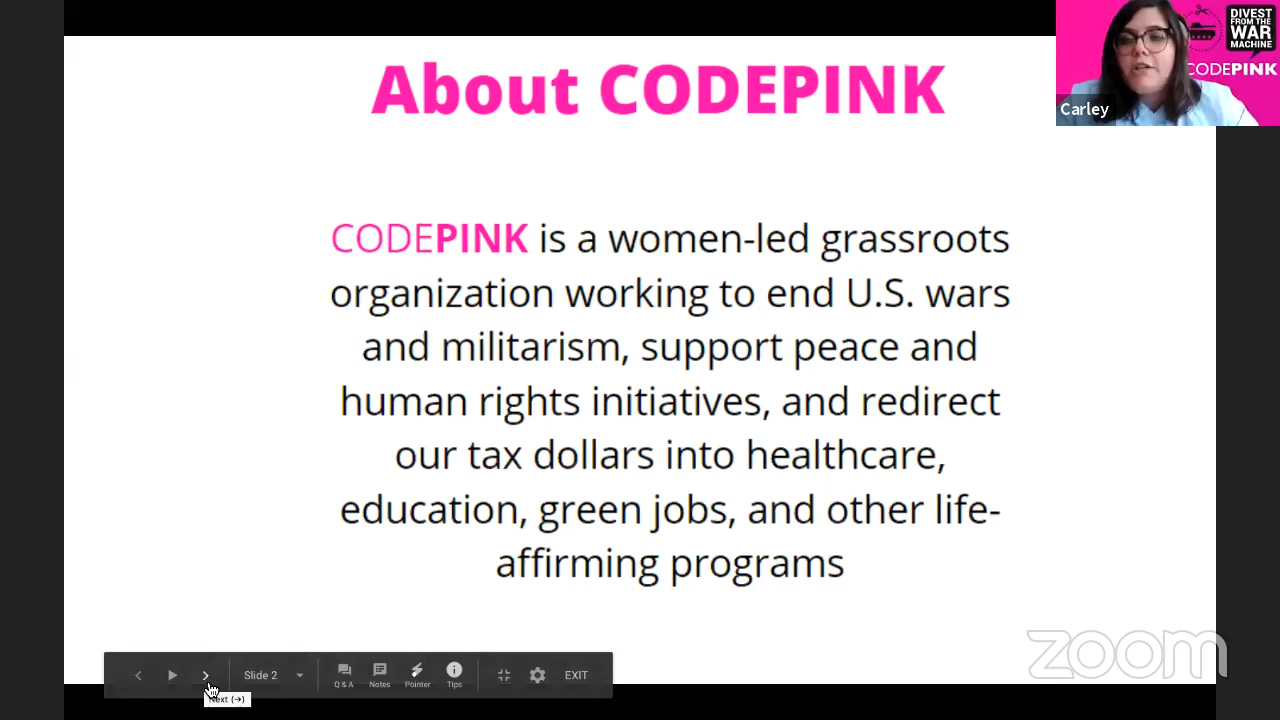 About CODEPINK
DIVEST
FROM THE
WAR
MACHINE
CODEPINK
Carley
CODEPINK is a women-led grassroots
organization working to end U.S. wars
and militarism, support peace and
human rights initiatives, and redirect
our tax dollars into healthcare,
education, green jobs, and other life-
affirming programs
zoom
Slide 2
Q & A
Notes
Pointer
Tips
EXIT
Next (→)